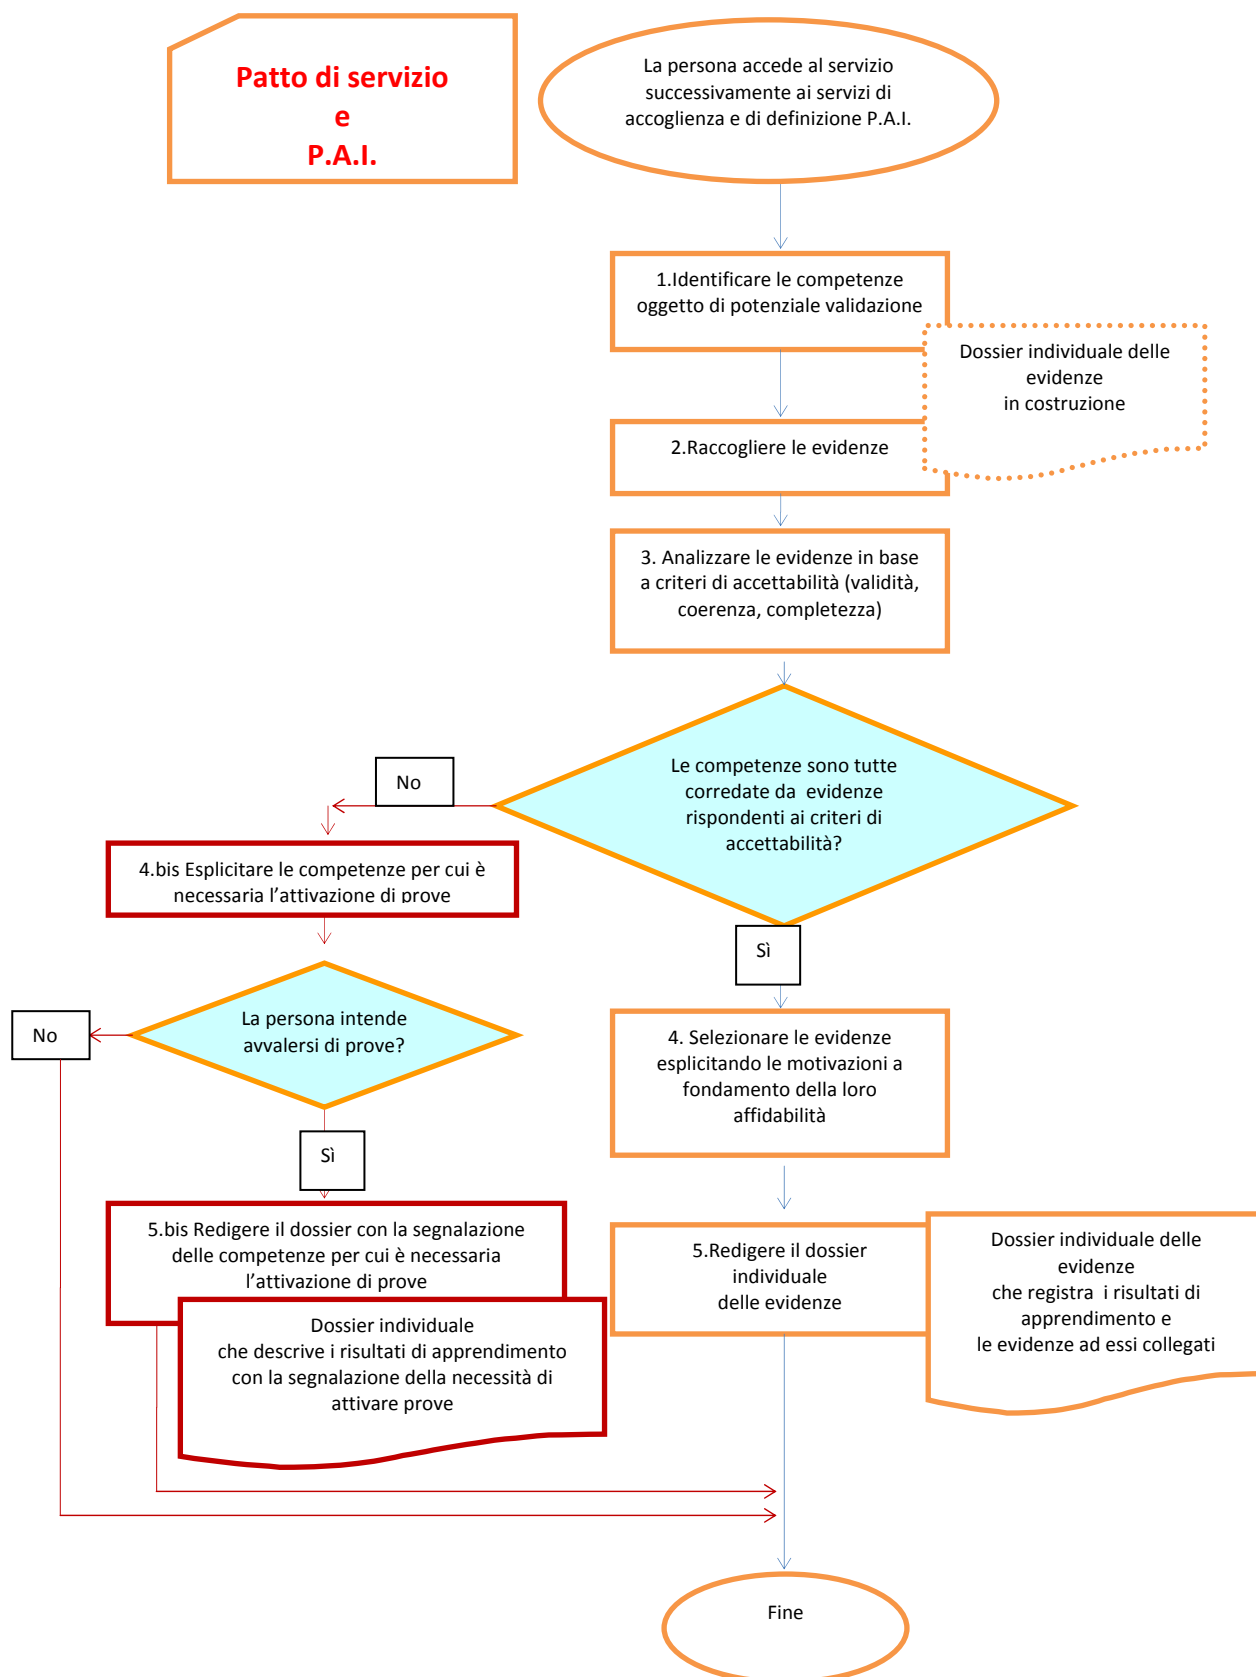 Patto di servizio
e
P.A.I.
La persona accede al servizio
successivamente ai servizi di
accoglienza e di definizione P.A.I.
1.Identificare le competenze
oggetto di potenziale validazione
Dossier individuale delle
evidenze
in costruzione
2.Raccogliere le evidenze
3. Analizzare le evidenze in base
a criteri di accettabilità (validità,
coerenza, completezza)
Le competenze sono tutte
corredate da evidenze
rispondenti ai criteri di
accettabilità?
No
4.bis Esplicitare le competenze per cui è
necessaria l’attivazione di prove
Sì
La persona intende
avvalersi di prove?
No
4. Selezionare le evidenze
esplicitando le motivazioni a
fondamento della loro
affidabilità
Sì
5.bis Redigere il dossier con la segnalazione
delle competenze per cui è necessaria
l’attivazione di prove
5.Redigere il dossier
individuale
delle evidenze
Dossier individuale delle
evidenze
che registra i risultati di
apprendimento e
le evidenze ad essi collegati
Dossier individuale
che descrive i risultati di apprendimento
con la segnalazione della necessità di
attivare prove
Fine